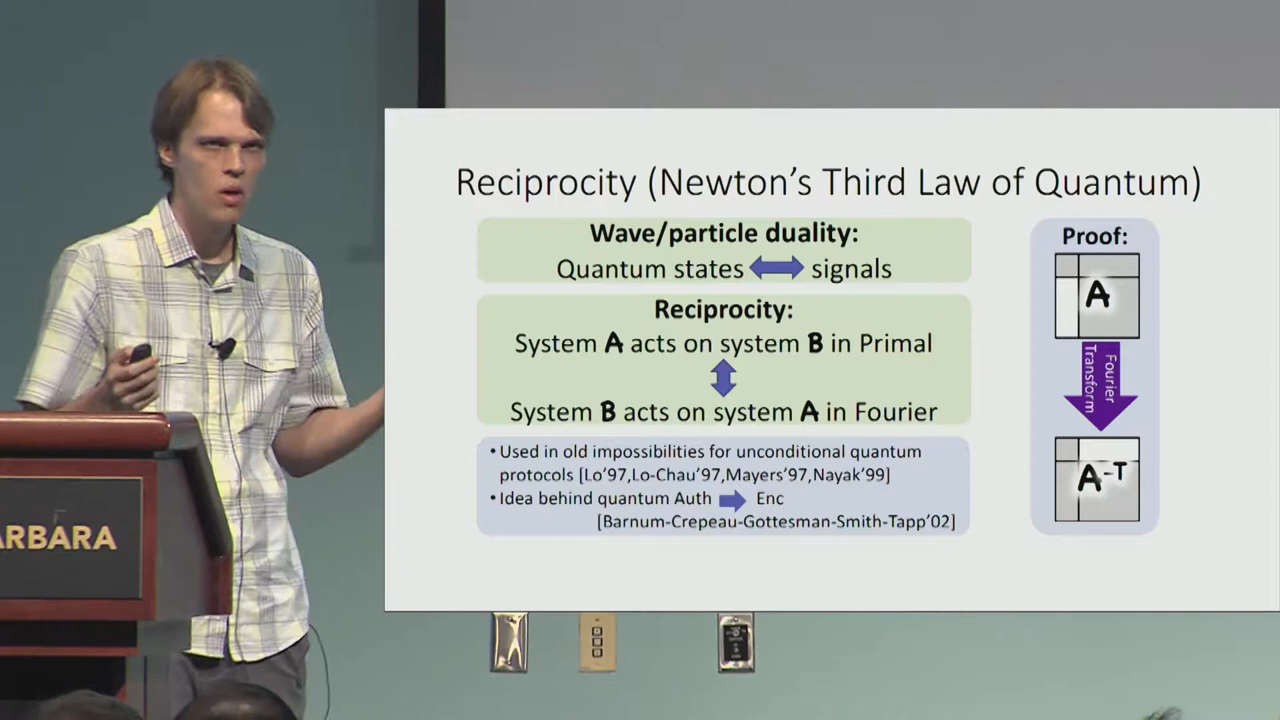 Reciprocity (Newton’s Third Law of Quantum)
Wave/particle duality:
Quantum states signals
Reciprocity:
System A acts on system B in Primal
System B acts on system A in Fourier
• Used in old impossibilities for unconditional quantum
protocols [Lo’97,Lo-Chau’97,Mayers’97,Nayak’99]
• Idea behind quantum Auth Enc
[Barnum-Crepeau-Gottesman-Smith-Tapp’02]
Proof:
A
Fourier
Transform
A-T
ARBARA